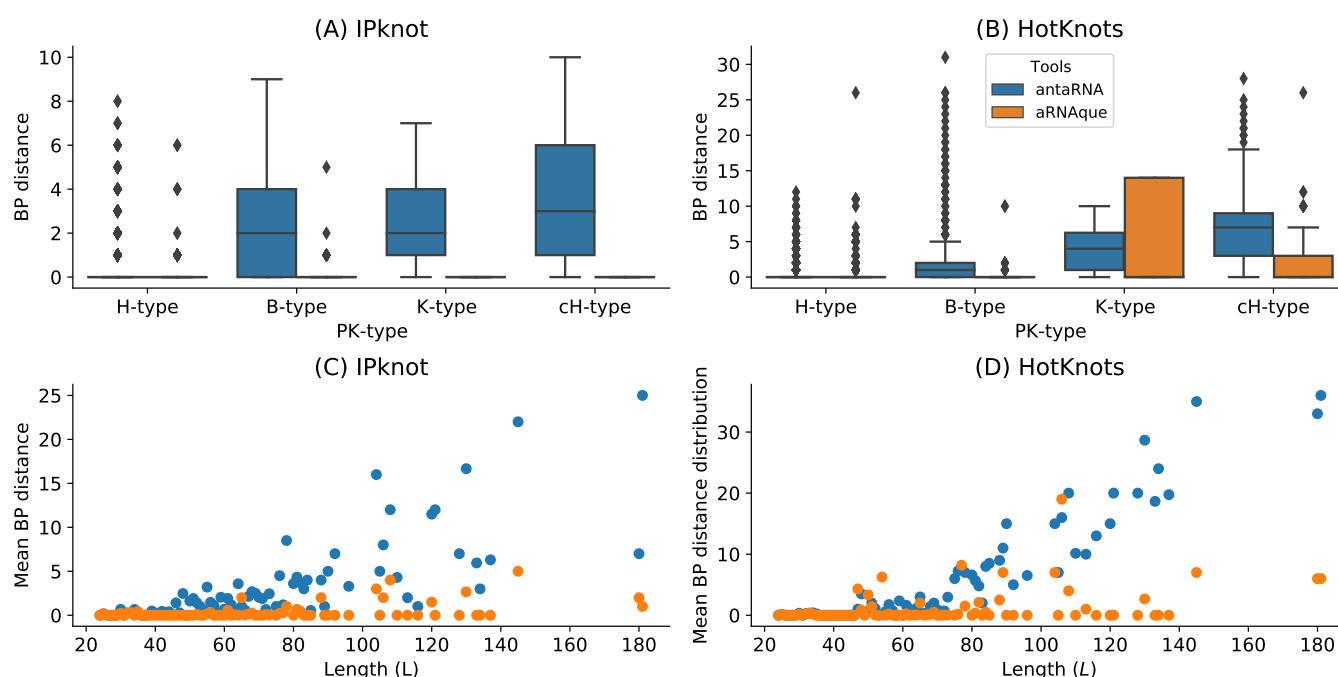 (A) IPknot
BP distance
10
8
6
4
2
0
H-type B-type K-type cH-type
PK-type
(B) HotKnots
BP distance
30
25
20
15
10
5
0
Tools
antaRNA
aRNAque
H-type B-type K-type cH-type
PK-type
(C) IPknot
Mean BP distance
25
20
15
10
5
0
20 40 60 80 100 120 140 160 180
Length (L)
(D) HotKnots
Mean BP distance distribution
30
20
10
0
20 40 60 80 100 120 140 160 180
Length (L)